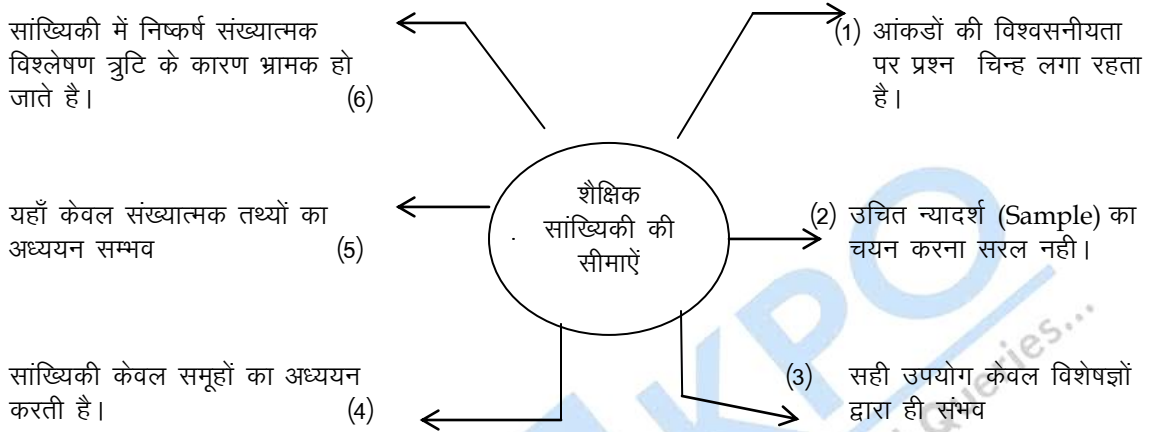 सांख्यिकी में निष्कर्ष संख्यात्मक
विश्लेषण त्रुटि के कारण भ्रामक हो
जाते है। (6)
(1) आंकडों की विश्वसनीयता
पर प्रश्न चिन्ह लगा रहता
है।
शैक्षिक
सांख्यिकी की
सीमाऐं
यहाँ केवल संख्यात्मक तथ्यों का
अध्ययन सम्भव (5)
(2) उचित न्यादर्श (Sample) का
चयन करना सरल नही।
सांख्यिकी केवल समूहों का अध्ययन
करती है। (4)
(3) सही उपयोग केवल विशेषज्ञों
द्वारा ही संभव
KPO
Queries...